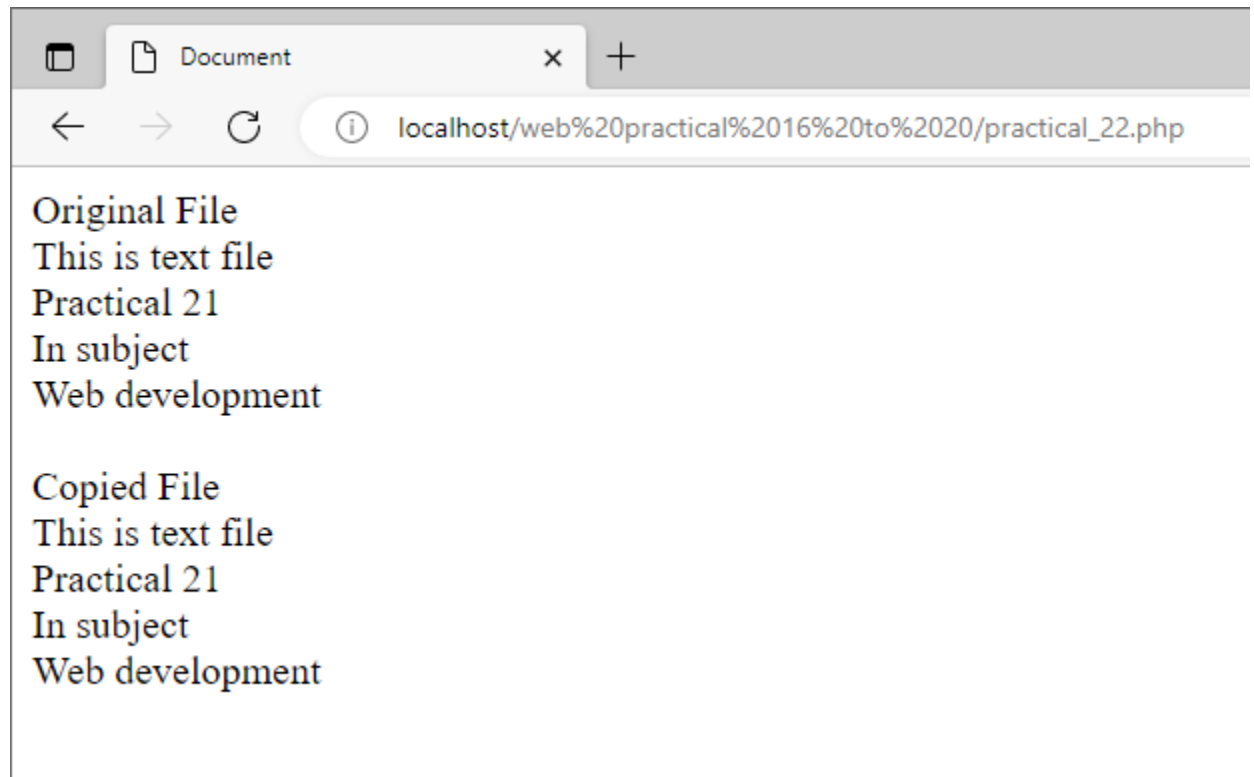 Document
localhost/web%20practical%2016%20to%2020/practical_22.php
Original File
This is text file
Practical 21
In subject
Web development
Copied File
This is text file
Practical 21
In subject
Web development